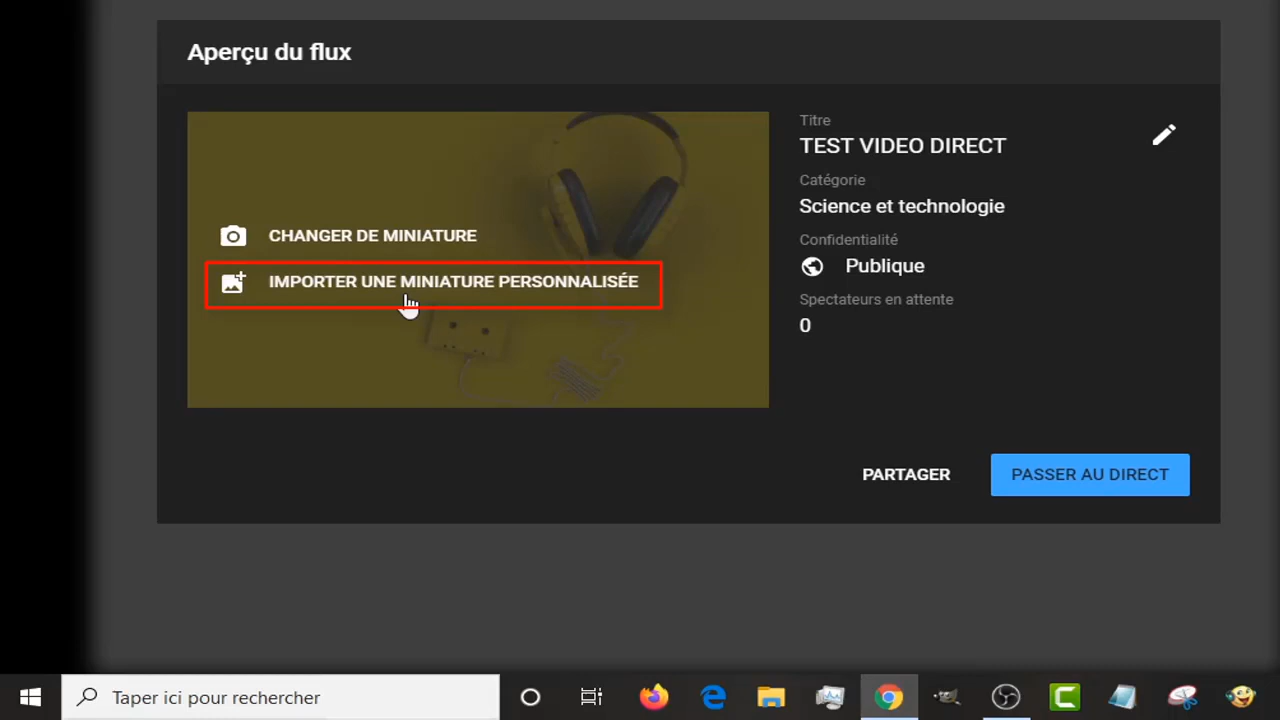 Aperçu du flux
CHANGER DE MINIATURE
IMPORTER UNE MINIATURE PERSONNALISÉE
Titre
TEST VIDEO DIRECT
Catégorie
Science et technologie
Confidentialité
Publique
Spectateurs en attente
0
PARTAGER
PASSER AU DIRECT
Taper ici pour rechercher